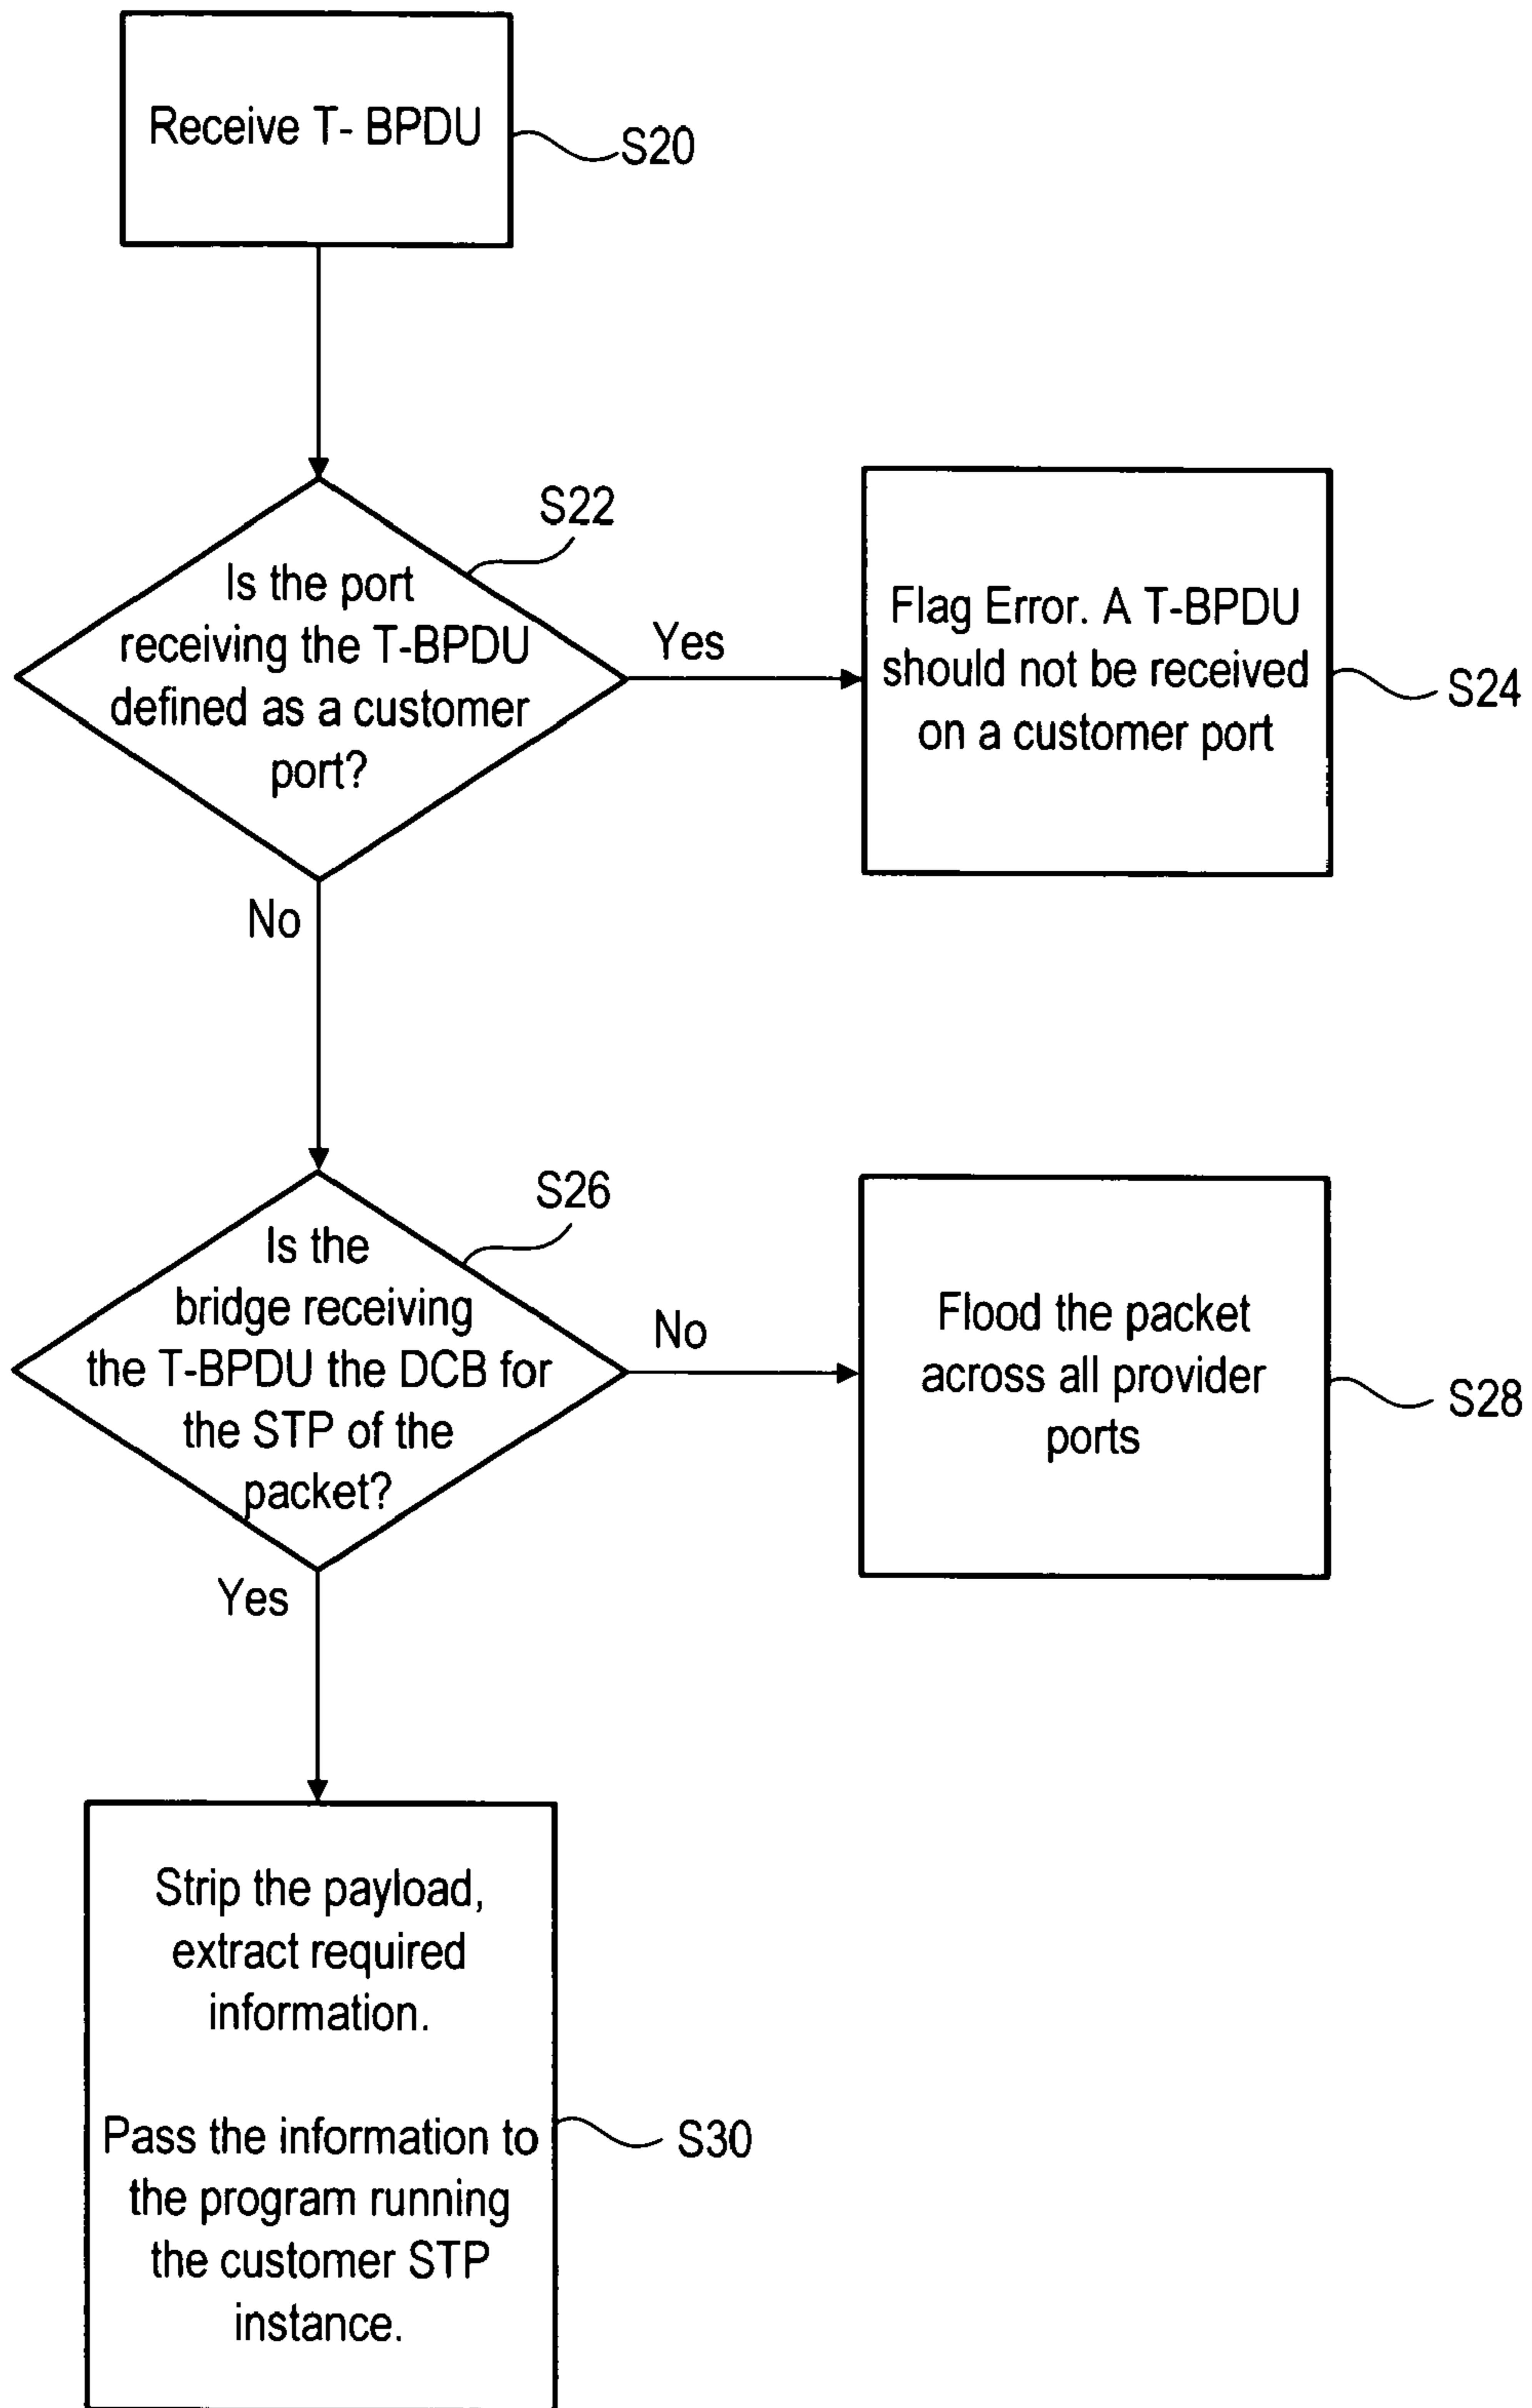 Receive T- BPDU
S20
S22
Is the port
receiving the T-BPDU
defined as a customer
port?
Yes
Flag Error. A T-BPDU
should not be received
on a customer port
S24
No
S26
Is the
bridge receiving
the T-BPDU the DCB for
the STP of the
packet?
No
Flood the packet
across all provider
ports
S28
Yes
Strip the payload,
extract required
information.
Pass the information to
the program running
the customer STP
instance.
S30